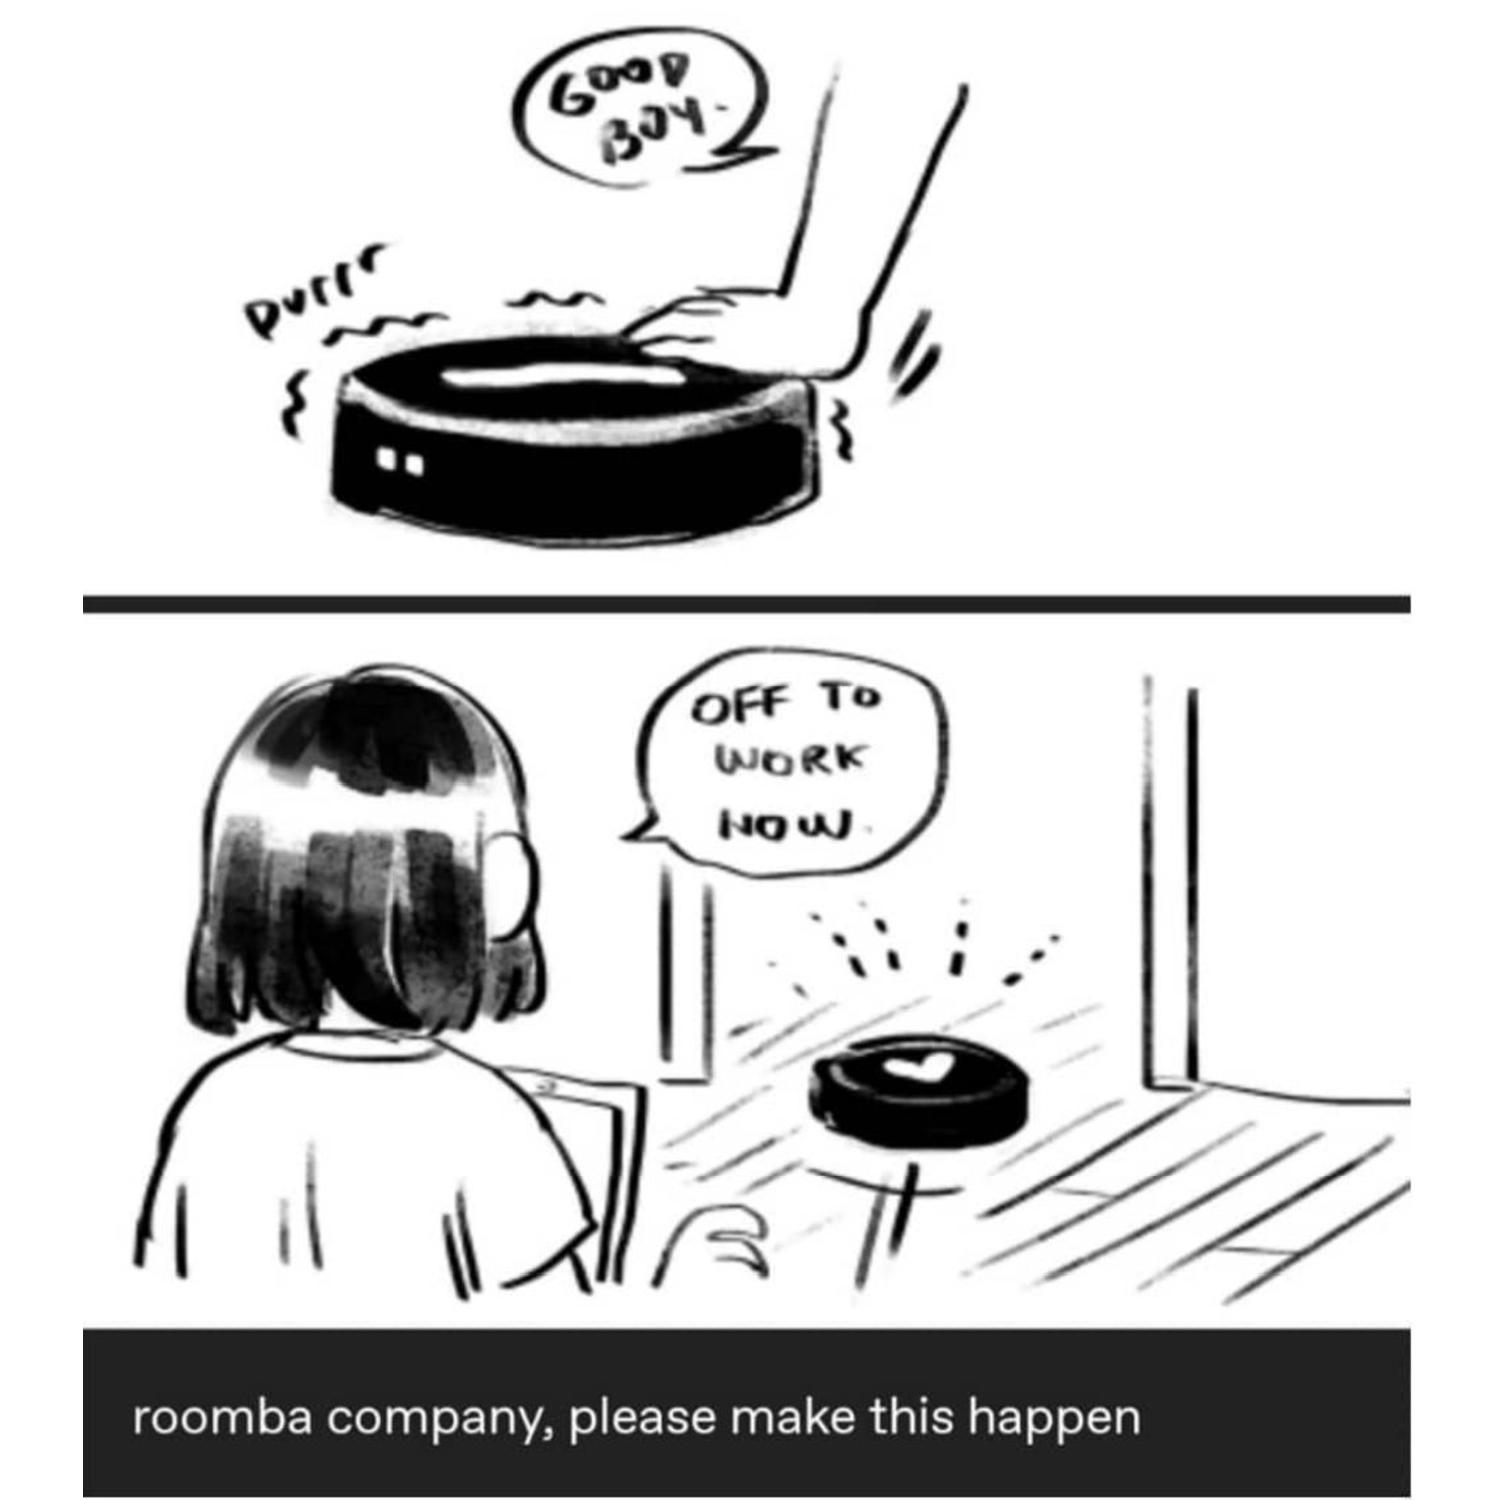 GOOD
BOY.
purrr
OFF TO
WORK
NOW.
roomba company, please make this happen